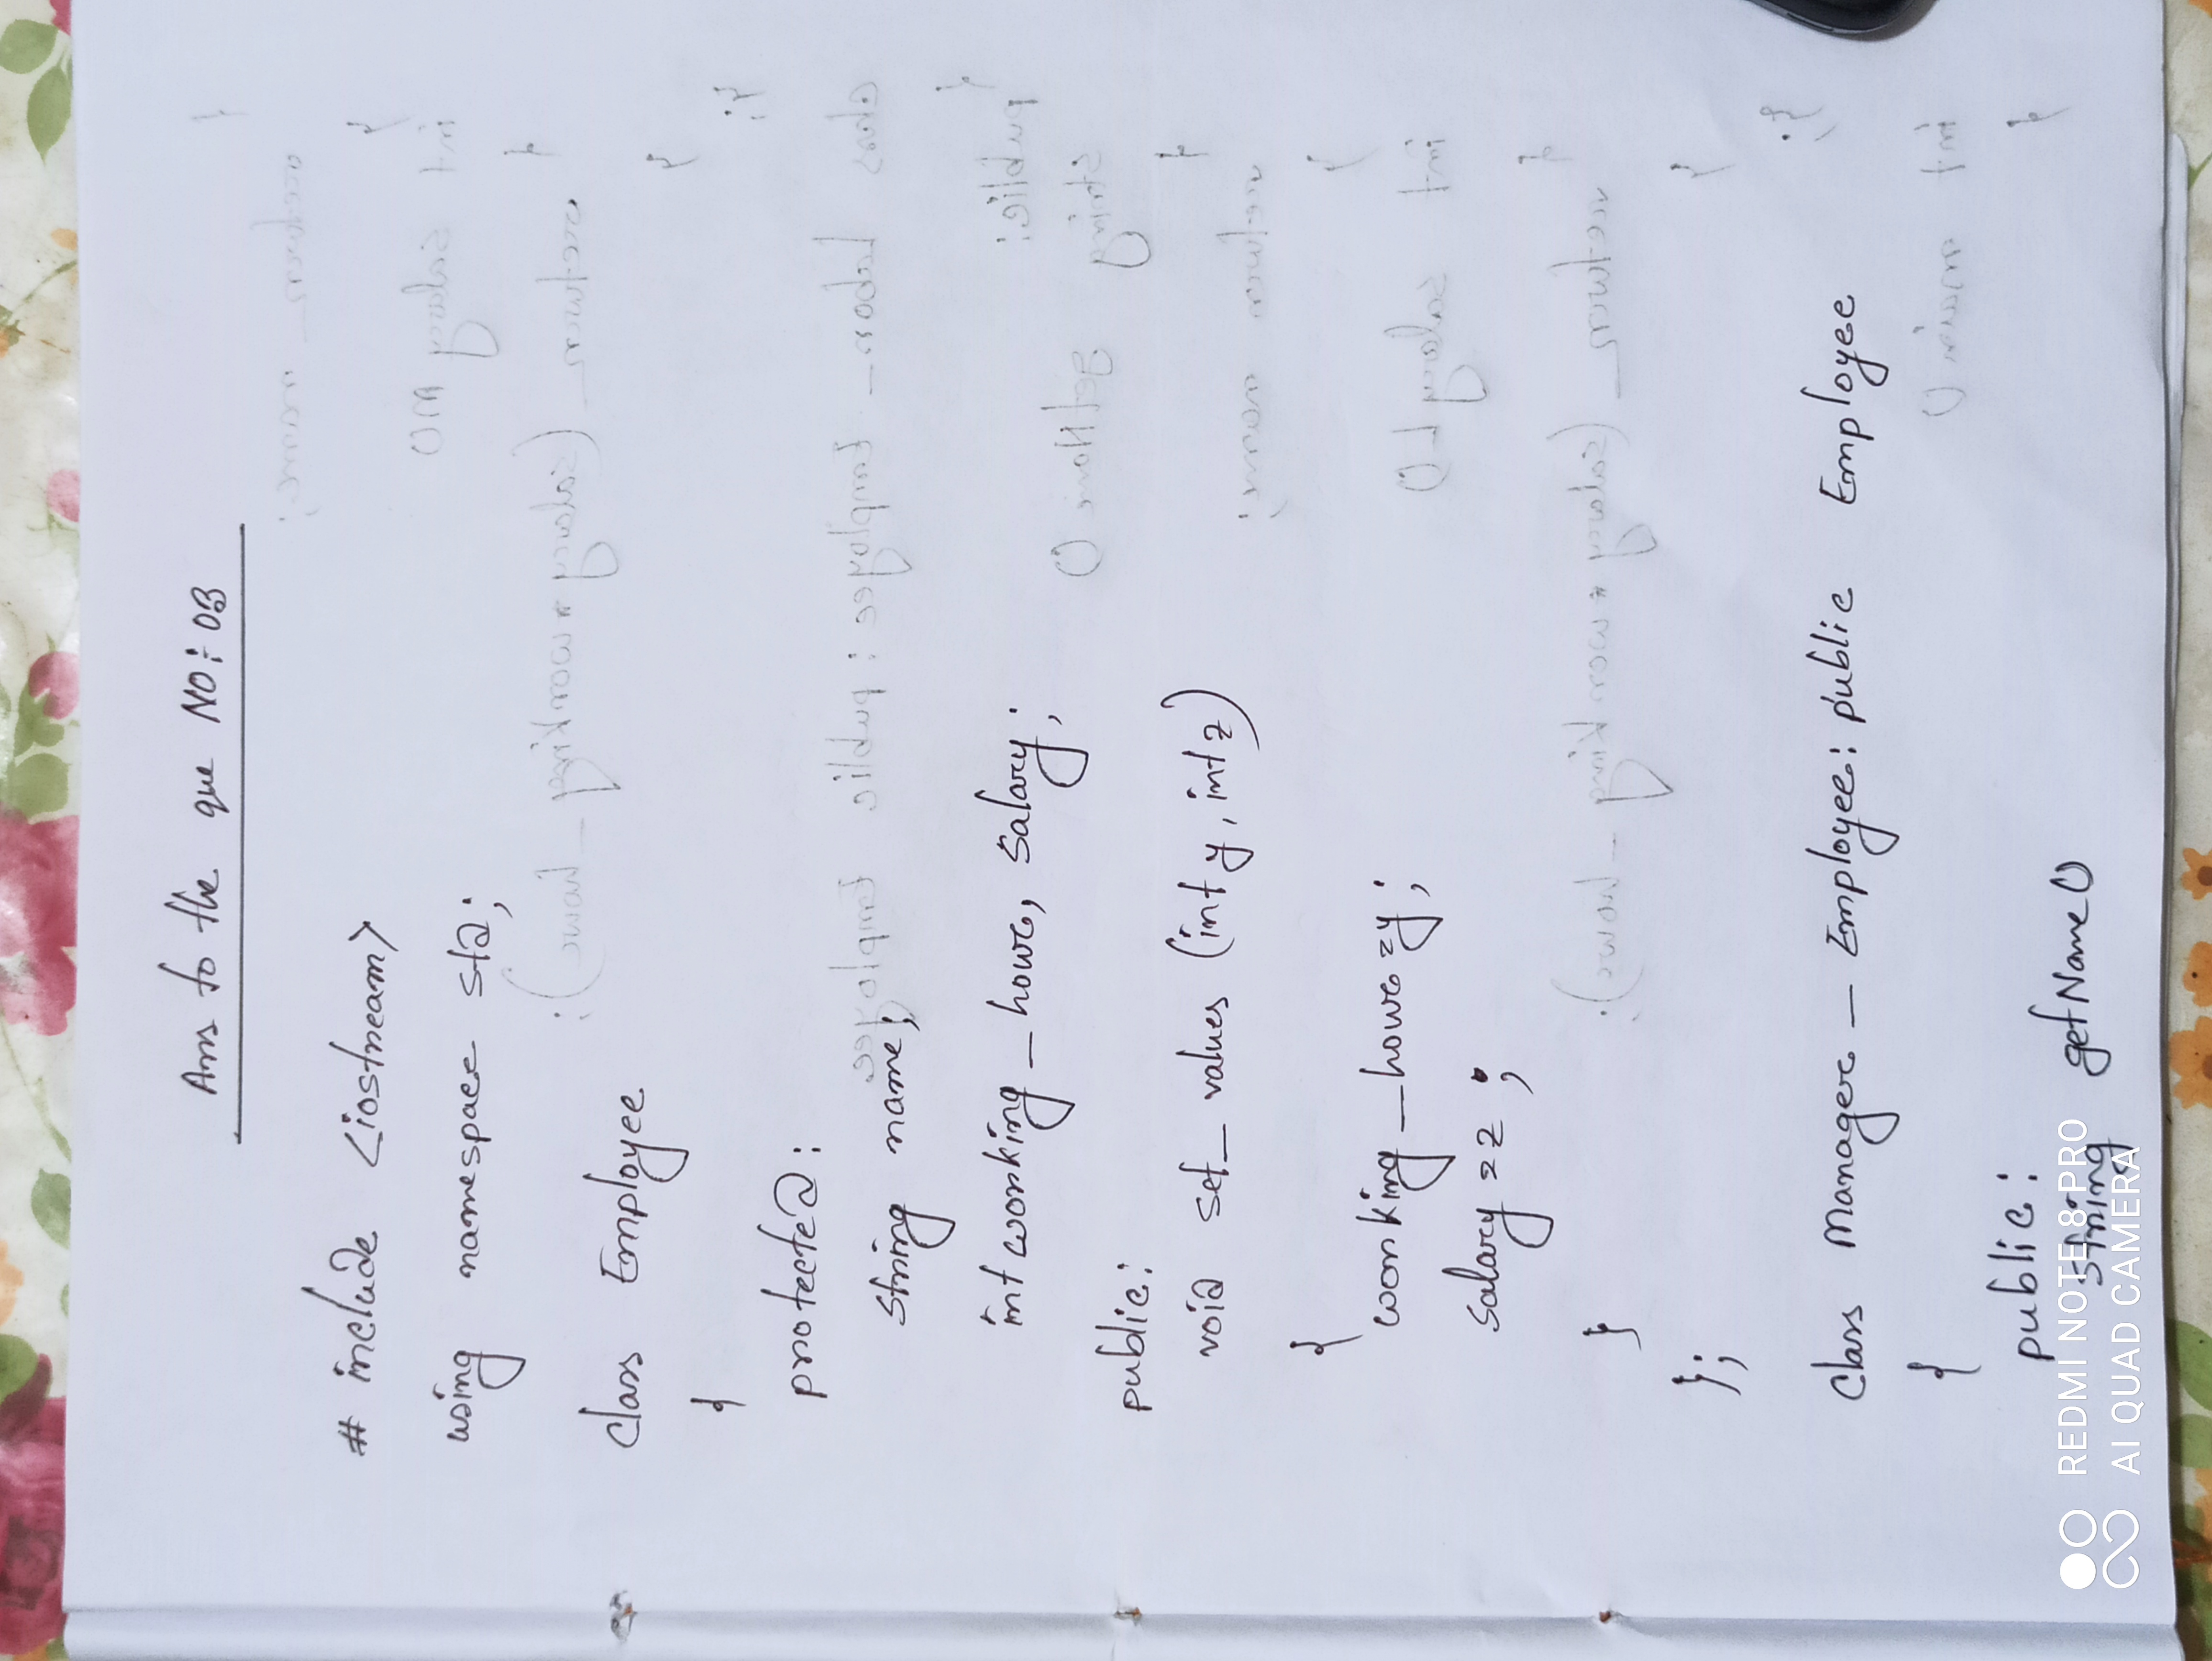 Ans to the que NO: 03
# include <iostream>
using namespace std;
class Employee
{
protected:
string name;
int working_hour, salary;
public:
void set_values (int y, int z)
{
working_hour=y;
salary=z;
}
};
class Manager_Employee: public Employee
{
public:
string getName()
REDMI NOTE 8 PRO
AI QUAD CAMERA